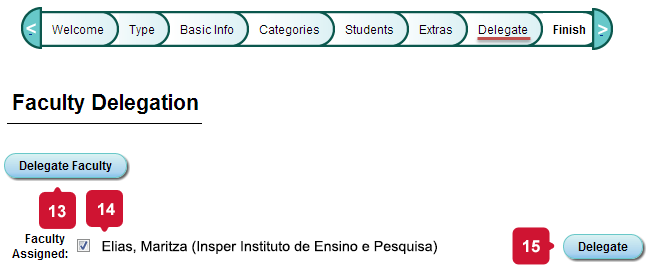 < Welcome Type Basic Info Categories Students Extras Delegate Finish >
Faculty Delegation
Delegate Faculty
13 14
Faculty
Assigned: Elias, Maritza (Insper Instituto de Ensino e Pesquisa) 15 Delegate